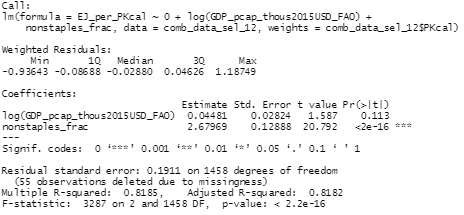 Call:
lm(formula = EJ_per_PKcal ~ 0 + log(GDP_pcap_thous2015USD_FAO) +
nonstaples_frac, data = comb_data_sel_12, weights = comb_data_sel_12$PKcal)
Weighted Residuals:
Min 1Q Median 3Q Max
-0.93643 -0.08688 -0.02880 0.04626 1.18749
Coefficients:
Estimate Std. Error t value Pr(>|t|)
log(GDP_pcap_thous2015USD_FAO) 0.04481 0.02824 1.587 0.113
nonstaples_frac 2.67969 0.12888 20.792 <2e-16 ***
---
Signif. codes: 0 ‘***’ 0.001 ‘**’ 0.01 ‘*’ 0.05 ‘.’ 0.1 ‘ ’ 1
Residual standard error: 0.1911 on 1458 degrees of freedom
(55 observations deleted due to missingness)
Multiple R-squared: 0.8185, Adjusted R-squared: 0.8182
F-statistic: 3287 on 2 and 1458 DF, p-value: < 2.2e-16